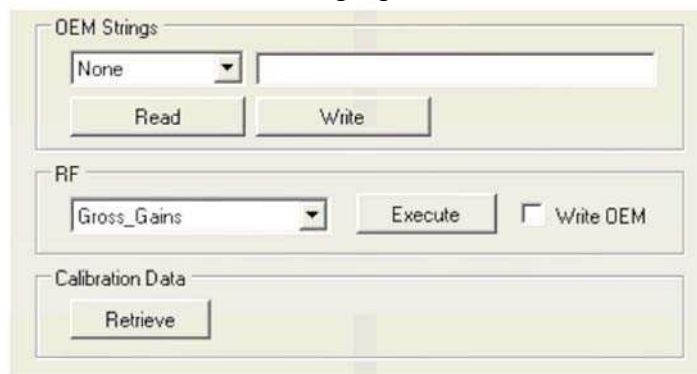 OEM Strings
None
Read Write
RF
Gross_Gains Execute Write OEM
Calibration Data
Retrieve